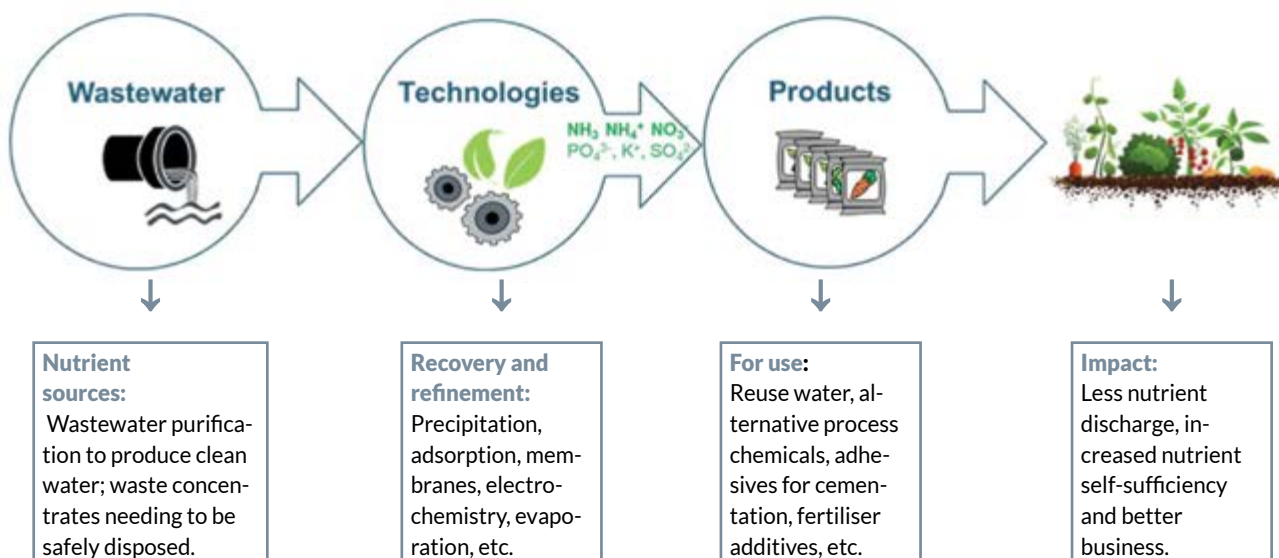 Wastewater
Technologies
NH₃ NH₄⁺ NO₃⁻
PO₄³⁻, K⁺, SO₄²⁻
Products
Nutrient
sources:
Wastewater purifica-
tion to produce clean
water; waste concen-
trates needing to be
safely disposed.
Recovery and
refinement:
Precipitation,
adsorption, mem-
branes, electro-
chemistry, evapo-
ration, etc.
For use:
Reuse water, al-
ternative process
chemicals, adhe-
sives for cemen-
tation, fertiliser
additives, etc.
Impact:
Less nutrient
discharge, in-
creased nutrient
self-sufficiency
and better
business.